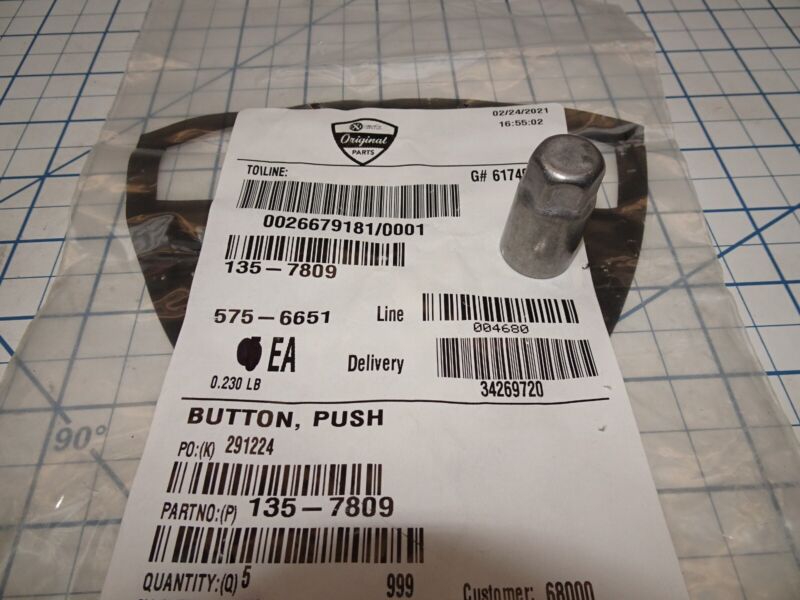 02/24/2021
16:55:02
Original
PARTS
TO\LINE:
G# 6174
0026679181/0001
135-7809
575-6651
Line
004680
EA
Delivery
0.230 LB
34269720
BUTTON, PUSH
PO:(K) 291224
PARTNO:(P) 135-7809
90°
QUANTITY:(Q) 5
999
Customer: 68000